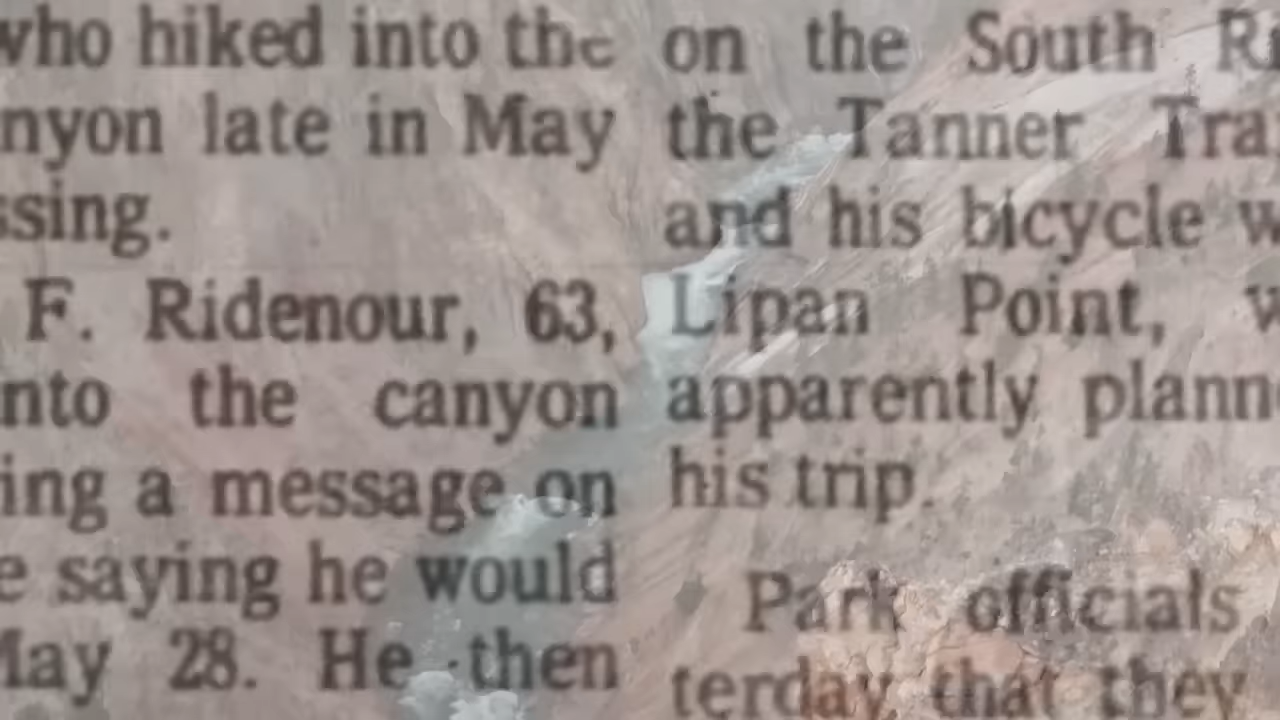 who hiked into the
nyon late in May
ssing.
F. Ridenour, 63,
nto the canyon
ing a message on
e saying he would
May 28. He then
on the South Ri
the Tanner Tra
and his bicycle w
Lipan Point, w
apparently plann
his trip.
Park officials
terday that they